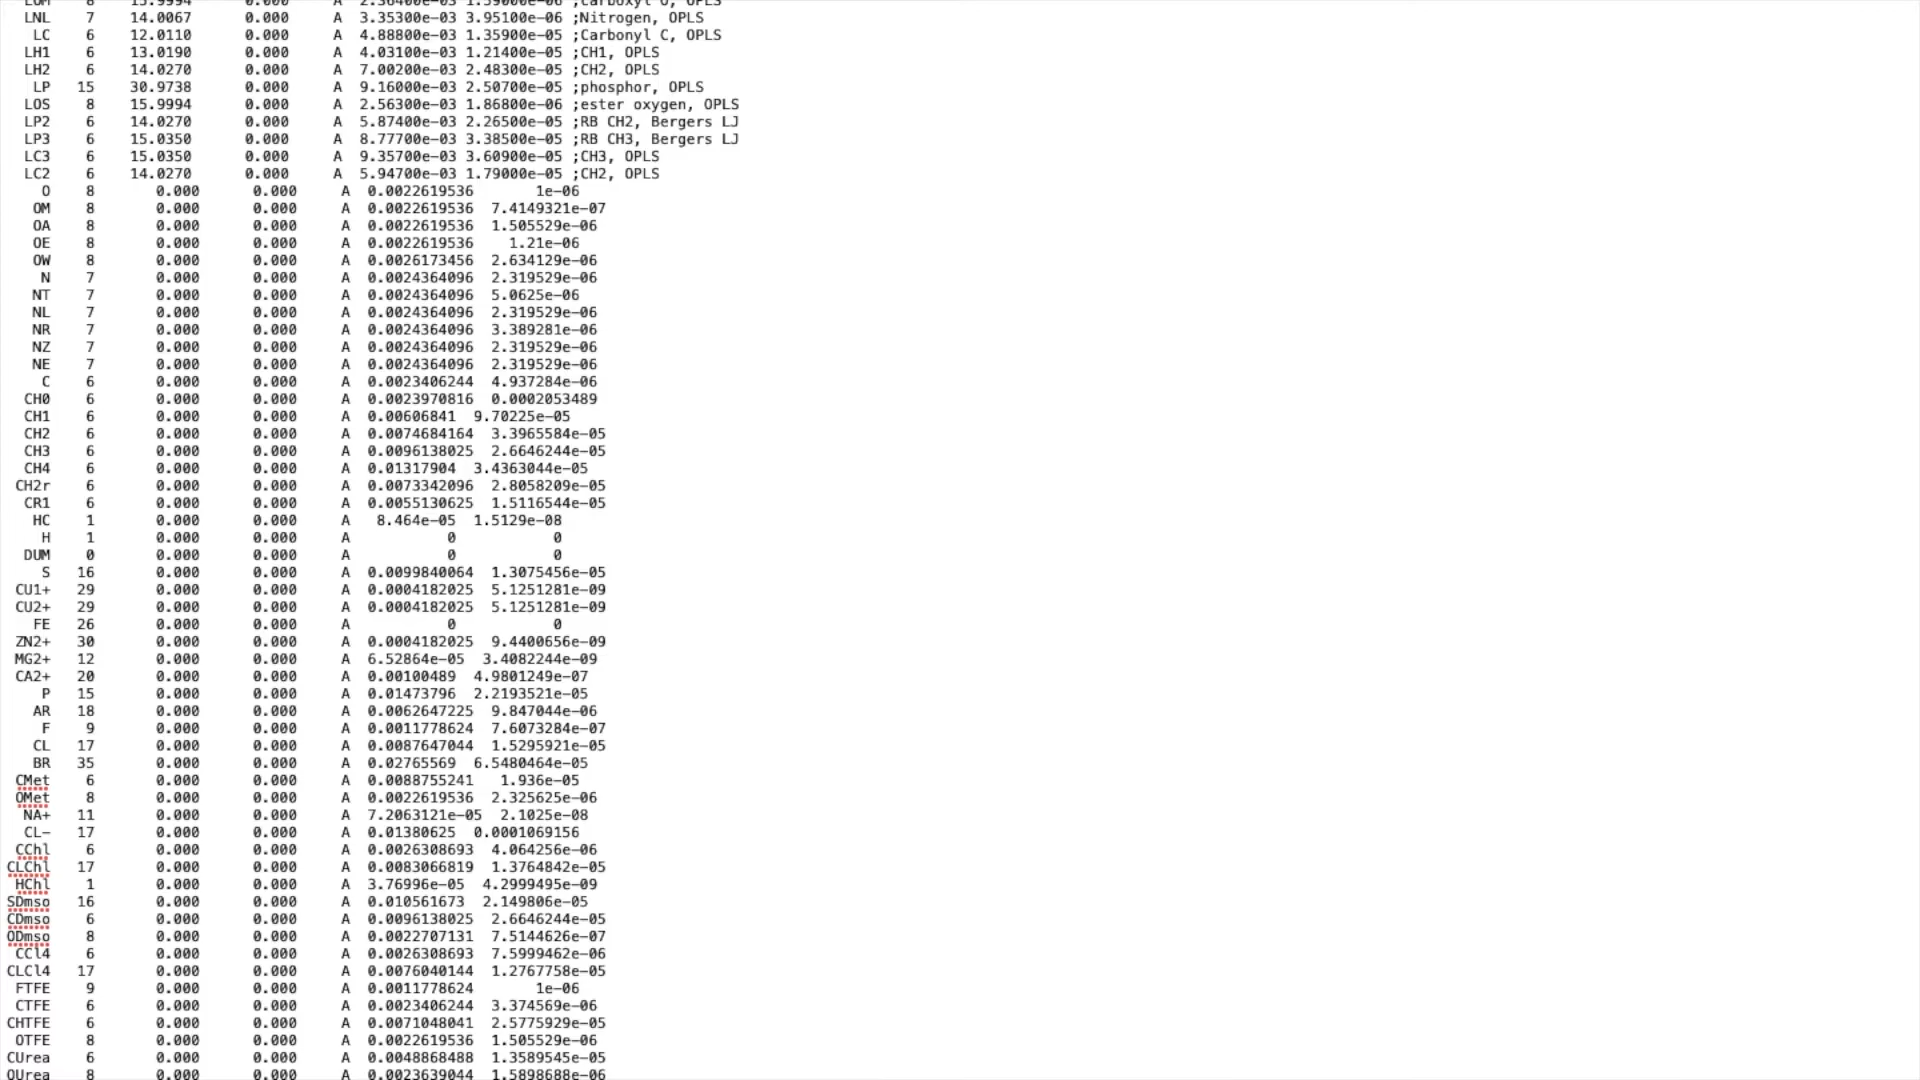 LOM 8 15.9994 0.000 A 2.36400e-03 1.59000e-06 ;carboxyl O, OPLS
LNL 7 14.0067 0.000 A 3.35300e-03 3.95100e-06 ;Nitrogen, OPLS
LC 6 12.0110 0.000 A 4.88800e-03 1.35900e-05 ;Carbonyl C, OPLS
LH1 6 13.0190 0.000 A 4.03100e-03 1.21400e-05 ;CH1, OPLS
LH2 6 14.0270 0.000 A 7.00200e-03 2.48300e-05 ;CH2, OPLS
LP 15 30.9738 0.000 A 9.16000e-03 2.50700e-05 ;phosphor, OPLS
LOS 8 15.9994 0.000 A 2.56300e-03 1.86800e-06 ;ester oxygen, OPLS
LP2 6 14.0270 0.000 A 5.87400e-03 2.26500e-05 ;RB CH2, Bergers LJ
LP3 6 15.0350 0.000 A 8.77700e-03 3.38500e-05 ;RB CH3, Bergers LJ
LC3 6 15.0350 0.000 A 9.35700e-03 3.60900e-05 ;CH3, OPLS
LC2 6 14.0270 0.000 A 5.94700e-03 1.79000e-05 ;CH2, OPLS
O 8 0.000 0.000 A 0.0022619536 1e-06
OM 8 0.000 0.000 A 0.0022619536 7.4149321e-07
OA 8 0.000 0.000 A 0.0022619536 1.505529e-06
OE 8 0.000 0.000 A 0.0022619536 1.21e-06
OW 8 0.000 0.000 A 0.0026173456 2.634129e-06
N 7 0.000 0.000 A 0.0024364096 2.319529e-06
NT 7 0.000 0.000 A 0.0024364096 5.0625e-06
NL 7 0.000 0.000 A 0.0024364096 2.319529e-06
NR 7 0.000 0.000 A 0.0024364096 3.389281e-06
NZ 7 0.000 0.000 A 0.0024364096 2.319529e-06
NE 7 0.000 0.000 A 0.0024364096 2.319529e-06
C 6 0.000 0.000 A 0.0023406244 4.937284e-06
CH0 6 0.000 0.000 A 0.0023970816 0.0002053489
CH1 6 0.000 0.000 A 0.00606841 9.70225e-05
CH2 6 0.000 0.000 A 0.0074684164 3.3965584e-05
CH3 6 0.000 0.000 A 0.0096138025 2.6646244e-05
CH4 6 0.000 0.000 A 0.01317904 3.4363044e-05
CH2r 6 0.000 0.000 A 0.0073342096 2.8058209e-05
CR1 6 0.000 0.000 A 0.0055130625 1.5116544e-05
HC 1 0.000 0.000 A 8.464e-05 1.5129e-08
H 1 0.000 0.000 A 0 0
DUM 0 0.000 0.000 A 0 0
S 16 0.000 0.000 A 0.0099840064 1.3075456e-05
CU1+ 29 0.000 0.000 A 0.0004182025 5.1251281e-09
CU2+ 29 0.000 0.000 A 0.0004182025 5.1251281e-09
FE 26 0.000 0.000 A 0 0
ZN2+ 30 0.000 0.000 A 0.0004182025 9.4400656e-09
MG2+ 12 0.000 0.000 A 6.52864e-05 3.4082244e-09
CA2+ 20 0.000 0.000 A 0.00100489 4.9801249e-07
P 15 0.000 0.000 A 0.01473796 2.2193521e-05
AR 18 0.000 0.000 A 0.0062647225 9.847044e-06
F 9 0.000 0.000 A 0.0011778624 7.6073284e-07
CL 17 0.000 0.000 A 0.0087647044 1.5295921e-05
BR 35 0.000 0.000 A 0.02765569 6.5480464e-05
CMet 6 0.000 0.000 A 0.0088755241 1.936e-05
OMet 8 0.000 0.000 A 0.0022619536 2.325625e-06
NA+ 11 0.000 0.000 A 7.2063121e-05 2.1025e-08
CL- 17 0.000 0.000 A 0.01380625 0.0001069156
CChl 6 0.000 0.000 A 0.0026308693 4.064256e-06
CLChl 17 0.000 0.000 A 0.0083066819 1.3764842e-05
HChl 1 0.000 0.000 A 3.76996e-05 4.2999495e-09
SDmso 16 0.000 0.000 A 0.010561673 2.149806e-05
CDmso 6 0.000 0.000 A 0.0096138025 2.6646244e-05
ODmso 8 0.000 0.000 A 0.0022707131 7.5144626e-07
CCl4 6 0.000 0.000 A 0.0026308693 7.5999462e-06
CLCl4 17 0.000 0.000 A 0.0076040144 1.2767758e-05
FTFE 9 0.000 0.000 A 0.0011778624 1e-06
CTFE 6 0.000 0.000 A 0.0023406244 3.374569e-06
CHTFE 6 0.000 0.000 A 0.0071048041 2.5775929e-05
OTFE 8 0.000 0.000 A 0.0022619536 1.505529e-06
CUrea 6 0.000 0.000 A 0.0048868488 1.3589545e-05
OUrea 8 0.000 0.000 A 0.0023639044 1.5898688e-06